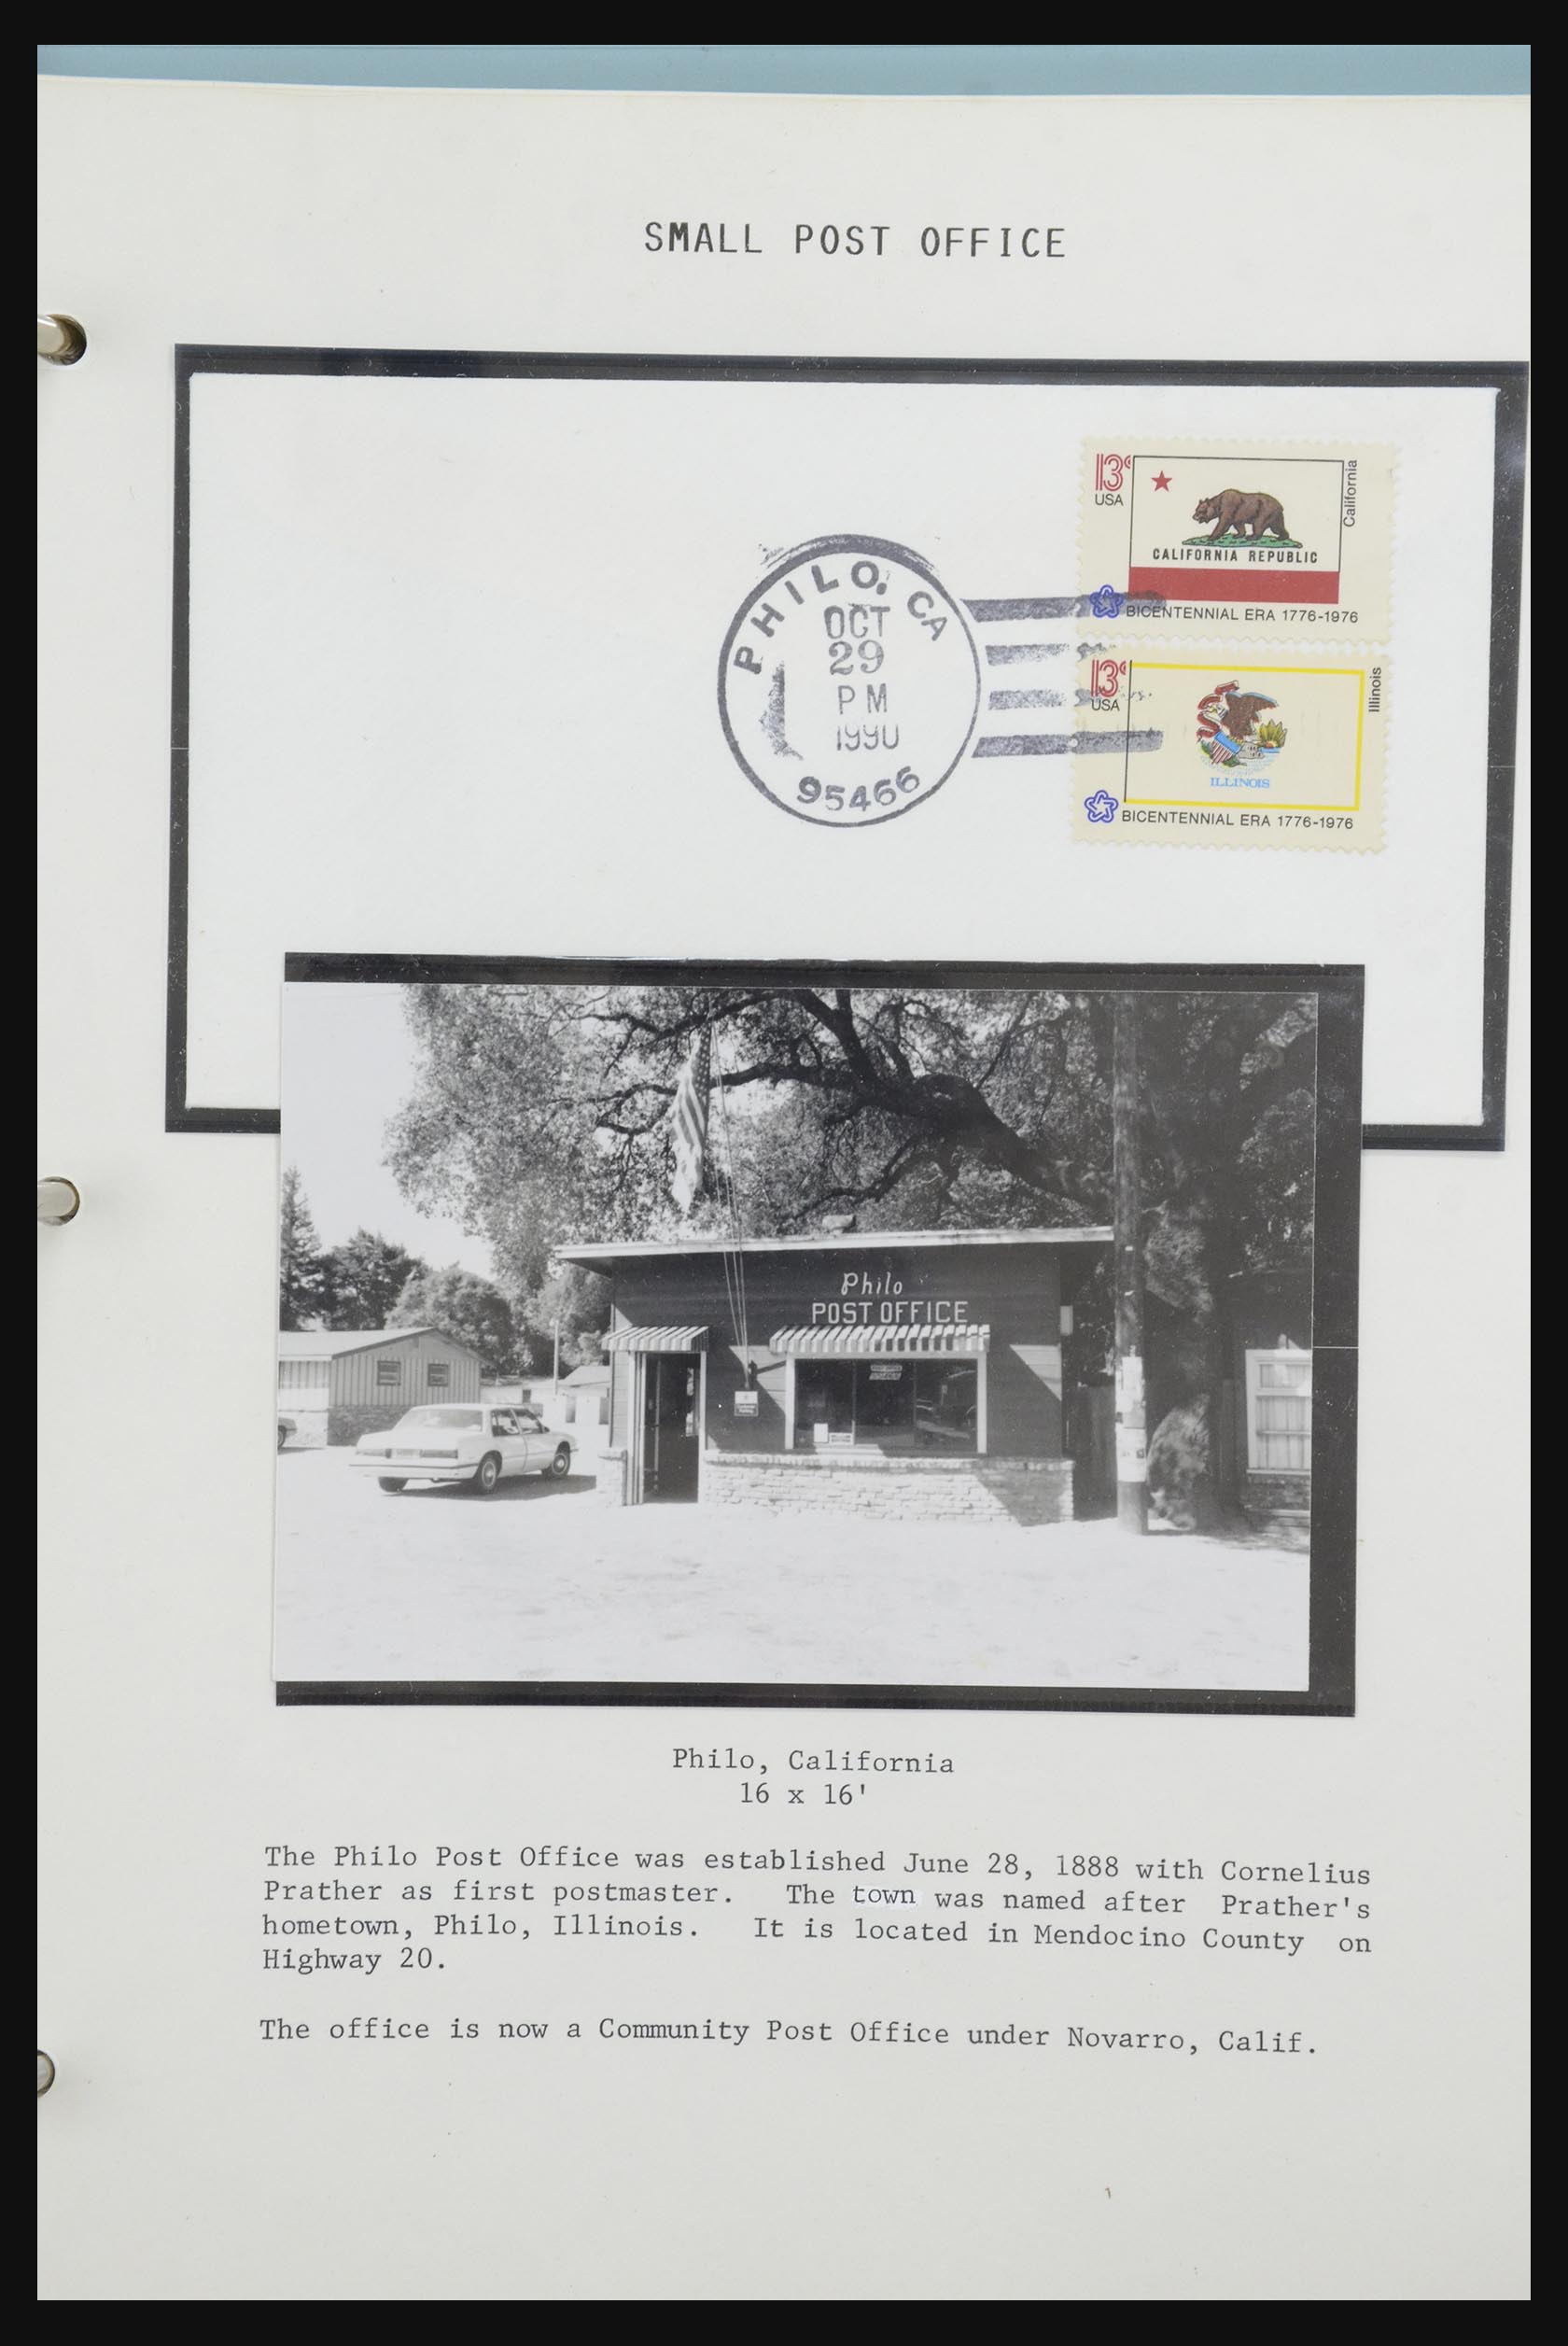 SMALL POST OFFICE
13c
USA
CALIFORNIA REPUBLIC
California
BICENTENNIAL ERA 1776-1976
PHILO, CA
OCT
29
PM
1990
95466
13c
USA
ILLINOIS
Illinois
BICENTENNIAL ERA 1776-1976
Philo
POST OFFICE
Philo, California
16 x 16'
The Philo Post Office was established June 28, 1888 with Cornelius
Prather as first postmaster. The town was named after Prather's
hometown, Philo, Illinois. It is located in Mendocino County on
Highway 20.
The office is now a Community Post Office under Novarro, Calif.